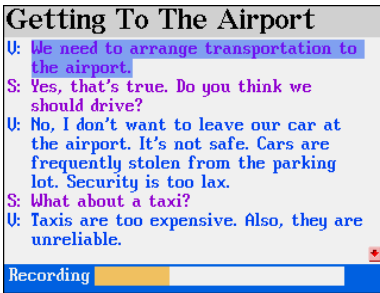 Getting To The Airport
V: We need to arrange transportation to
the airport.
S: Yes, that's true. Do you think we
should drive?
V: No, I don't want to leave our car at
the airport. It's not safe. Cars are
frequently stolen from the parking
lot. Security is too lax.
S: What about a taxi?
V: Taxis are too expensive. Also, they are
unreliable.
Recording